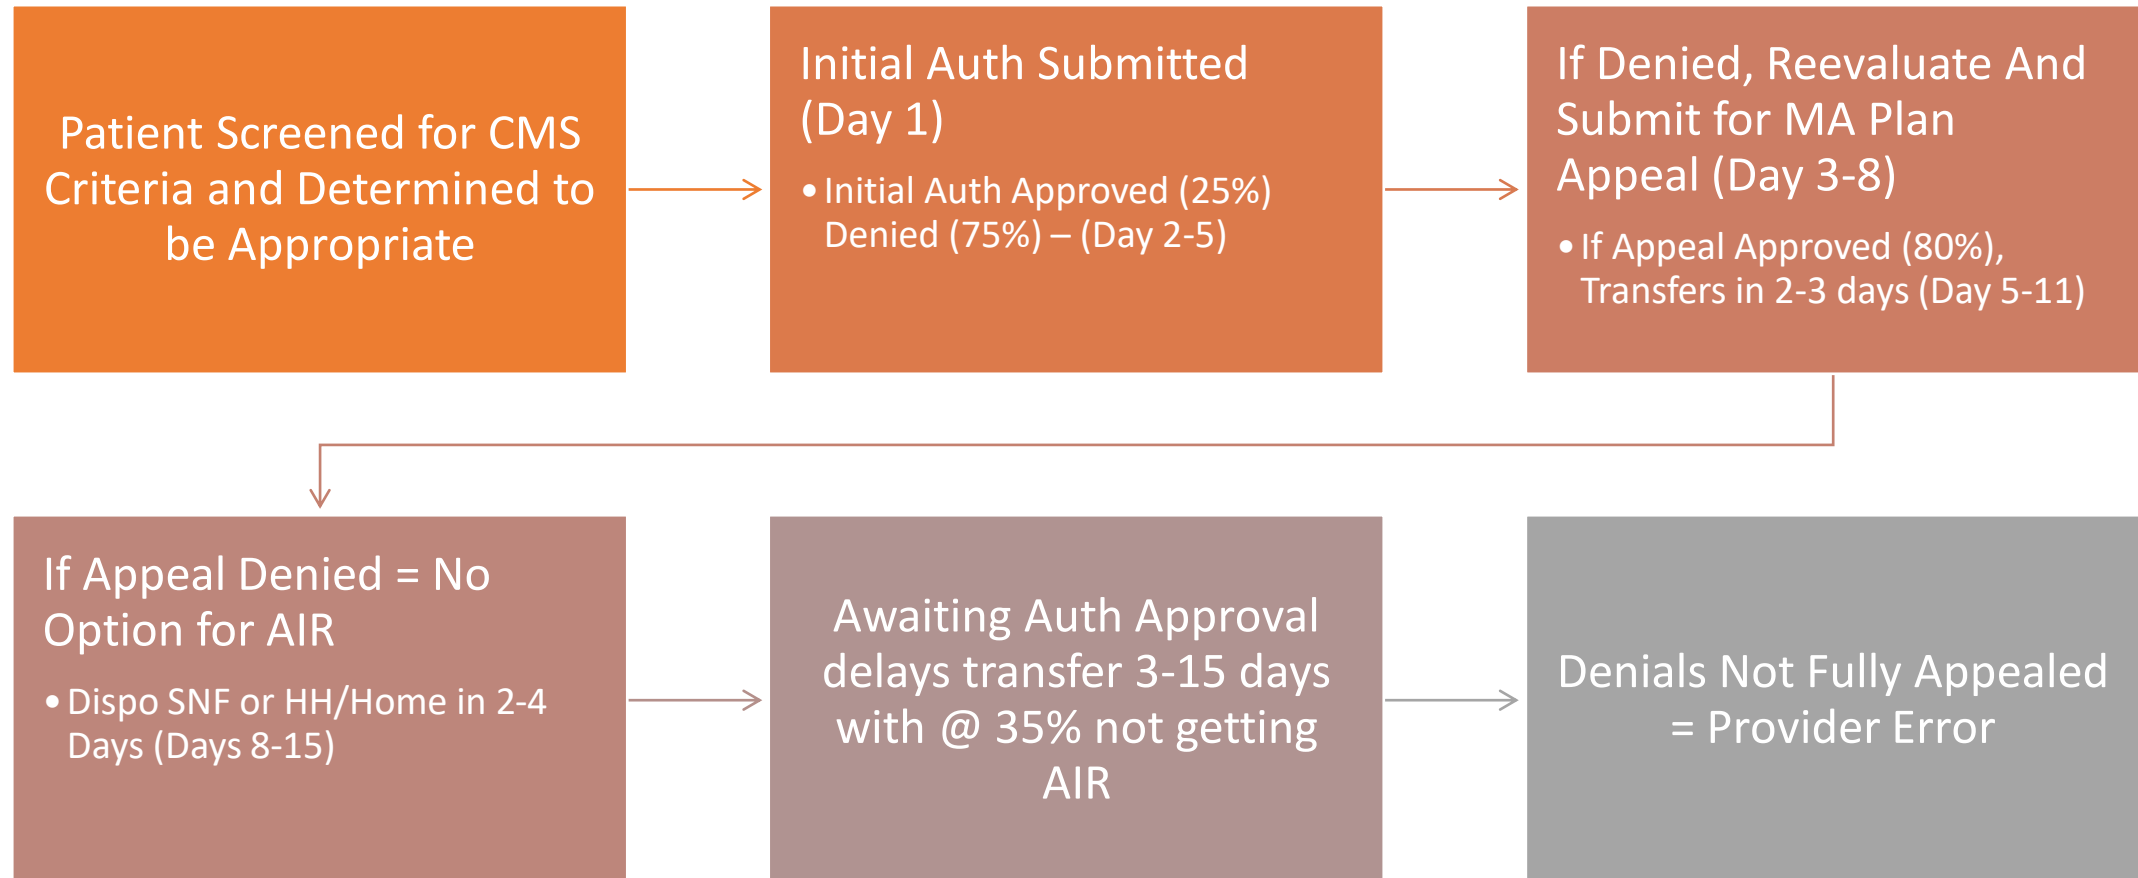 Patient Screened for CMS
Criteria and Determined to
be Appropriate
Initial Auth Submitted
(Day 1)
• Initial Auth Approved (25%)
Denied (75%) – (Day 2-5)
If Denied, Reevaluate And
Submit for MA Plan
Appeal (Day 3-8)
• If Appeal Approved (80%),
Transfers in 2-3 days (Day 5-11)
If Appeal Denied = No
Option for AIR
• Dispo SNF or HH/Home in 2-4
Days (Days 8-15)
Awaiting Auth Approval
delays transfer 3-15 days
with @ 35% not getting
AIR
Denials Not Fully Appealed
= Provider Error